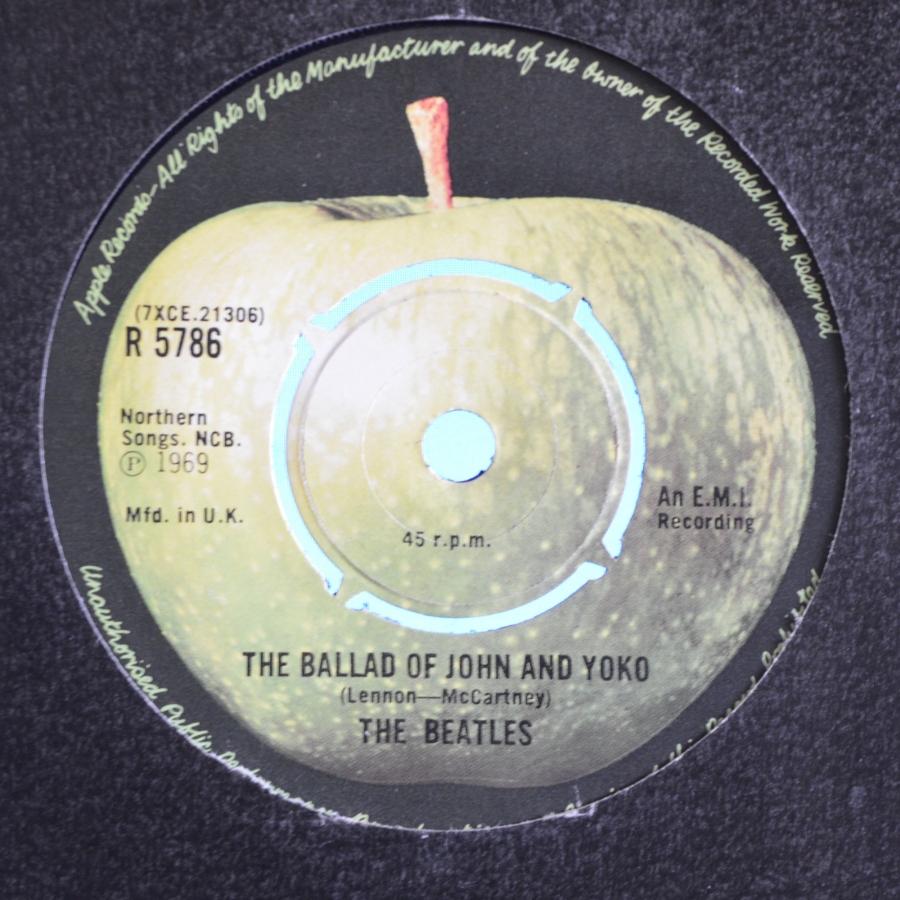 Apple Records—All Rights of the Manufacturer and of the Owner of the Recorded Work Reserved
(7XCE.21306)
R 5786
Northern
Songs. NCB.
℗ 1969
Mfd. in U.K.
An E.M.I.
Recording
45 r.p.m.
THE BALLAD OF JOHN AND YOKO
(Lennon—McCartney)
THE BEATLES
Unauthorised Public